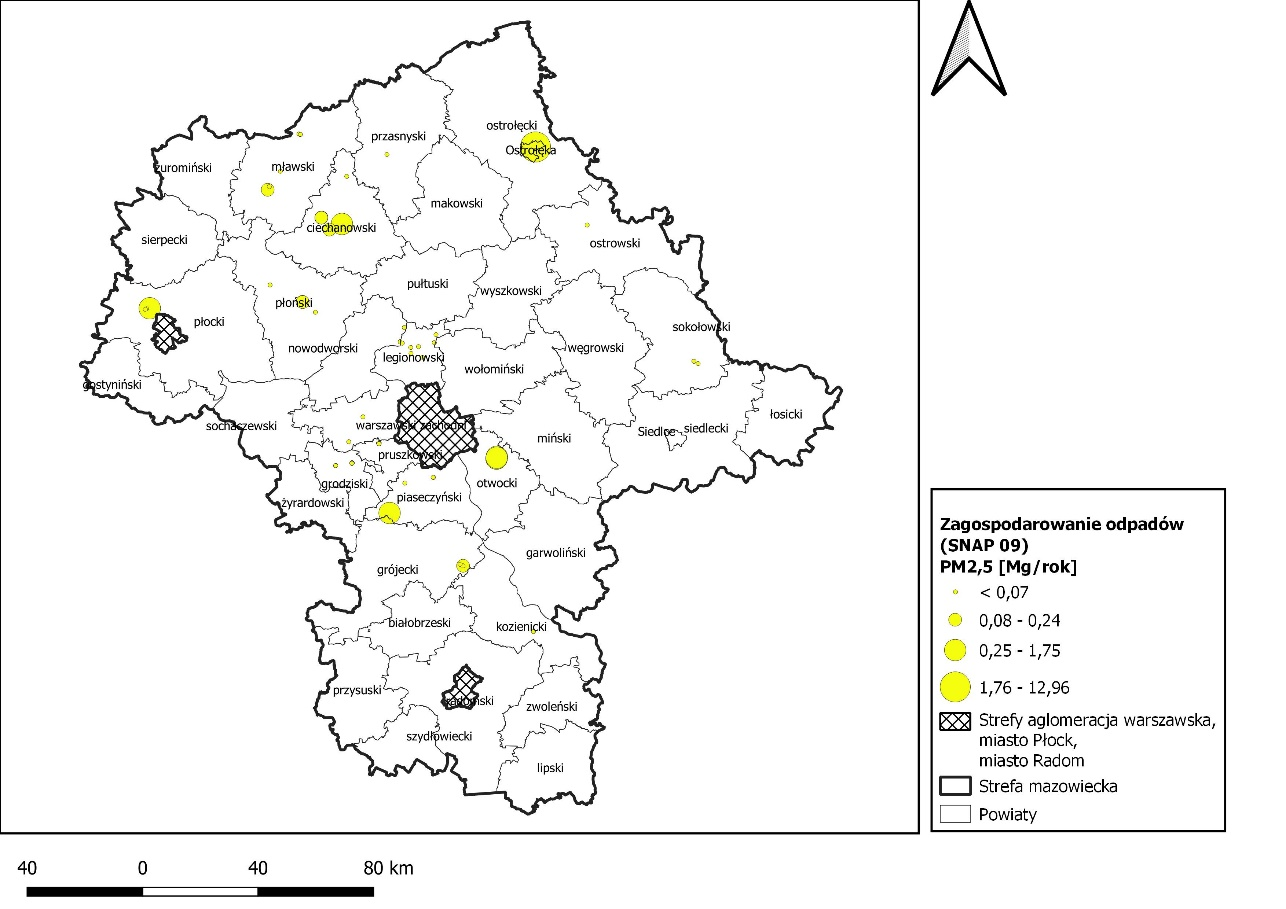 ostrołęcki
przasnyski
Ostrołęka
żuromiński
mławski
makowski
ciechanowski
sierpecki
ostrowski
pułtuski
wyszkowski
płoński
płocki
sokołowski
nowodworski
legionowski
węgrowski
wołomiński
gostyniński
łosicki
sochaczewski
warszawski zachodni
Siedlce
siedlecki
miński
pruszkowski
grodziski
otwocki
żyrardowski
piaseczyński
garwoliński
grójecki
białobrzeski
kozienicki
przysuski
radomski
zwoleński
szydłowiecki
lipski
Zagospodarowanie odpadów
(SNAP 09)
PM2,5 [Mg/rok]
< 0,07
0,08 - 0,24
0,25 - 1,75
1,76 - 12,96
Strefy aglomeracja warszawska,
miasto Płock,
miasto Radom
Strefa mazowiecka
Powiaty
40 0 40 80 km